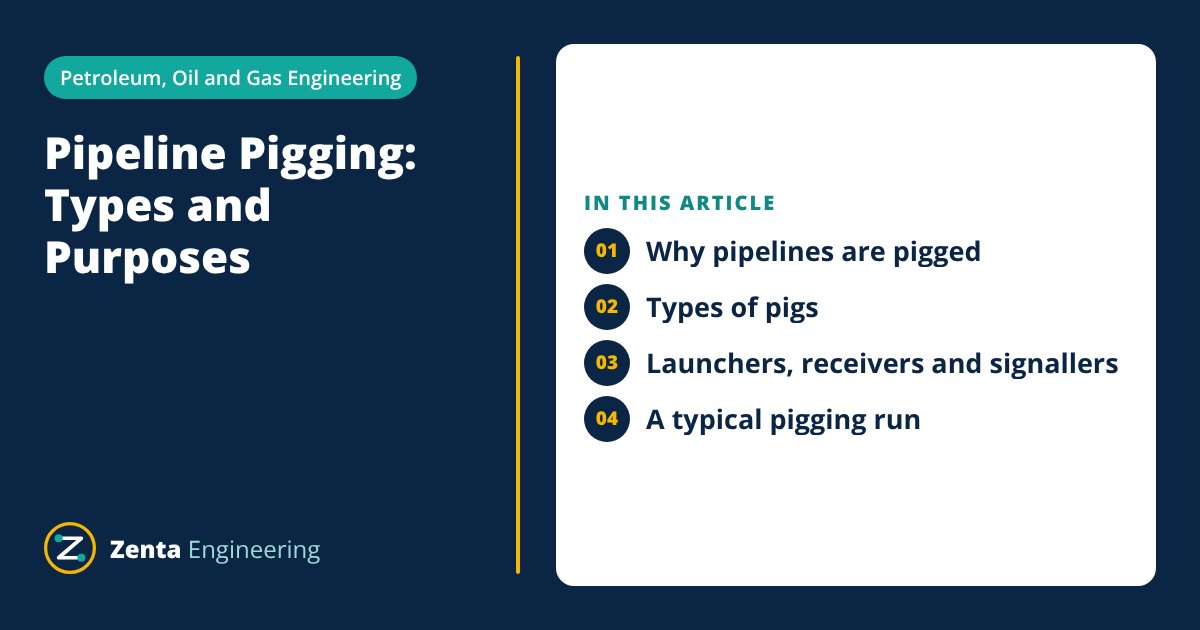 Petroleum, Oil and Gas Engineering
Pipeline Pigging:
Types and
Purposes
Zenta Engineering
IN THIS ARTICLE
01 Why pipelines are pigged
02 Types of pigs
03 Launchers, receivers and signallers
04 A typical pigging run